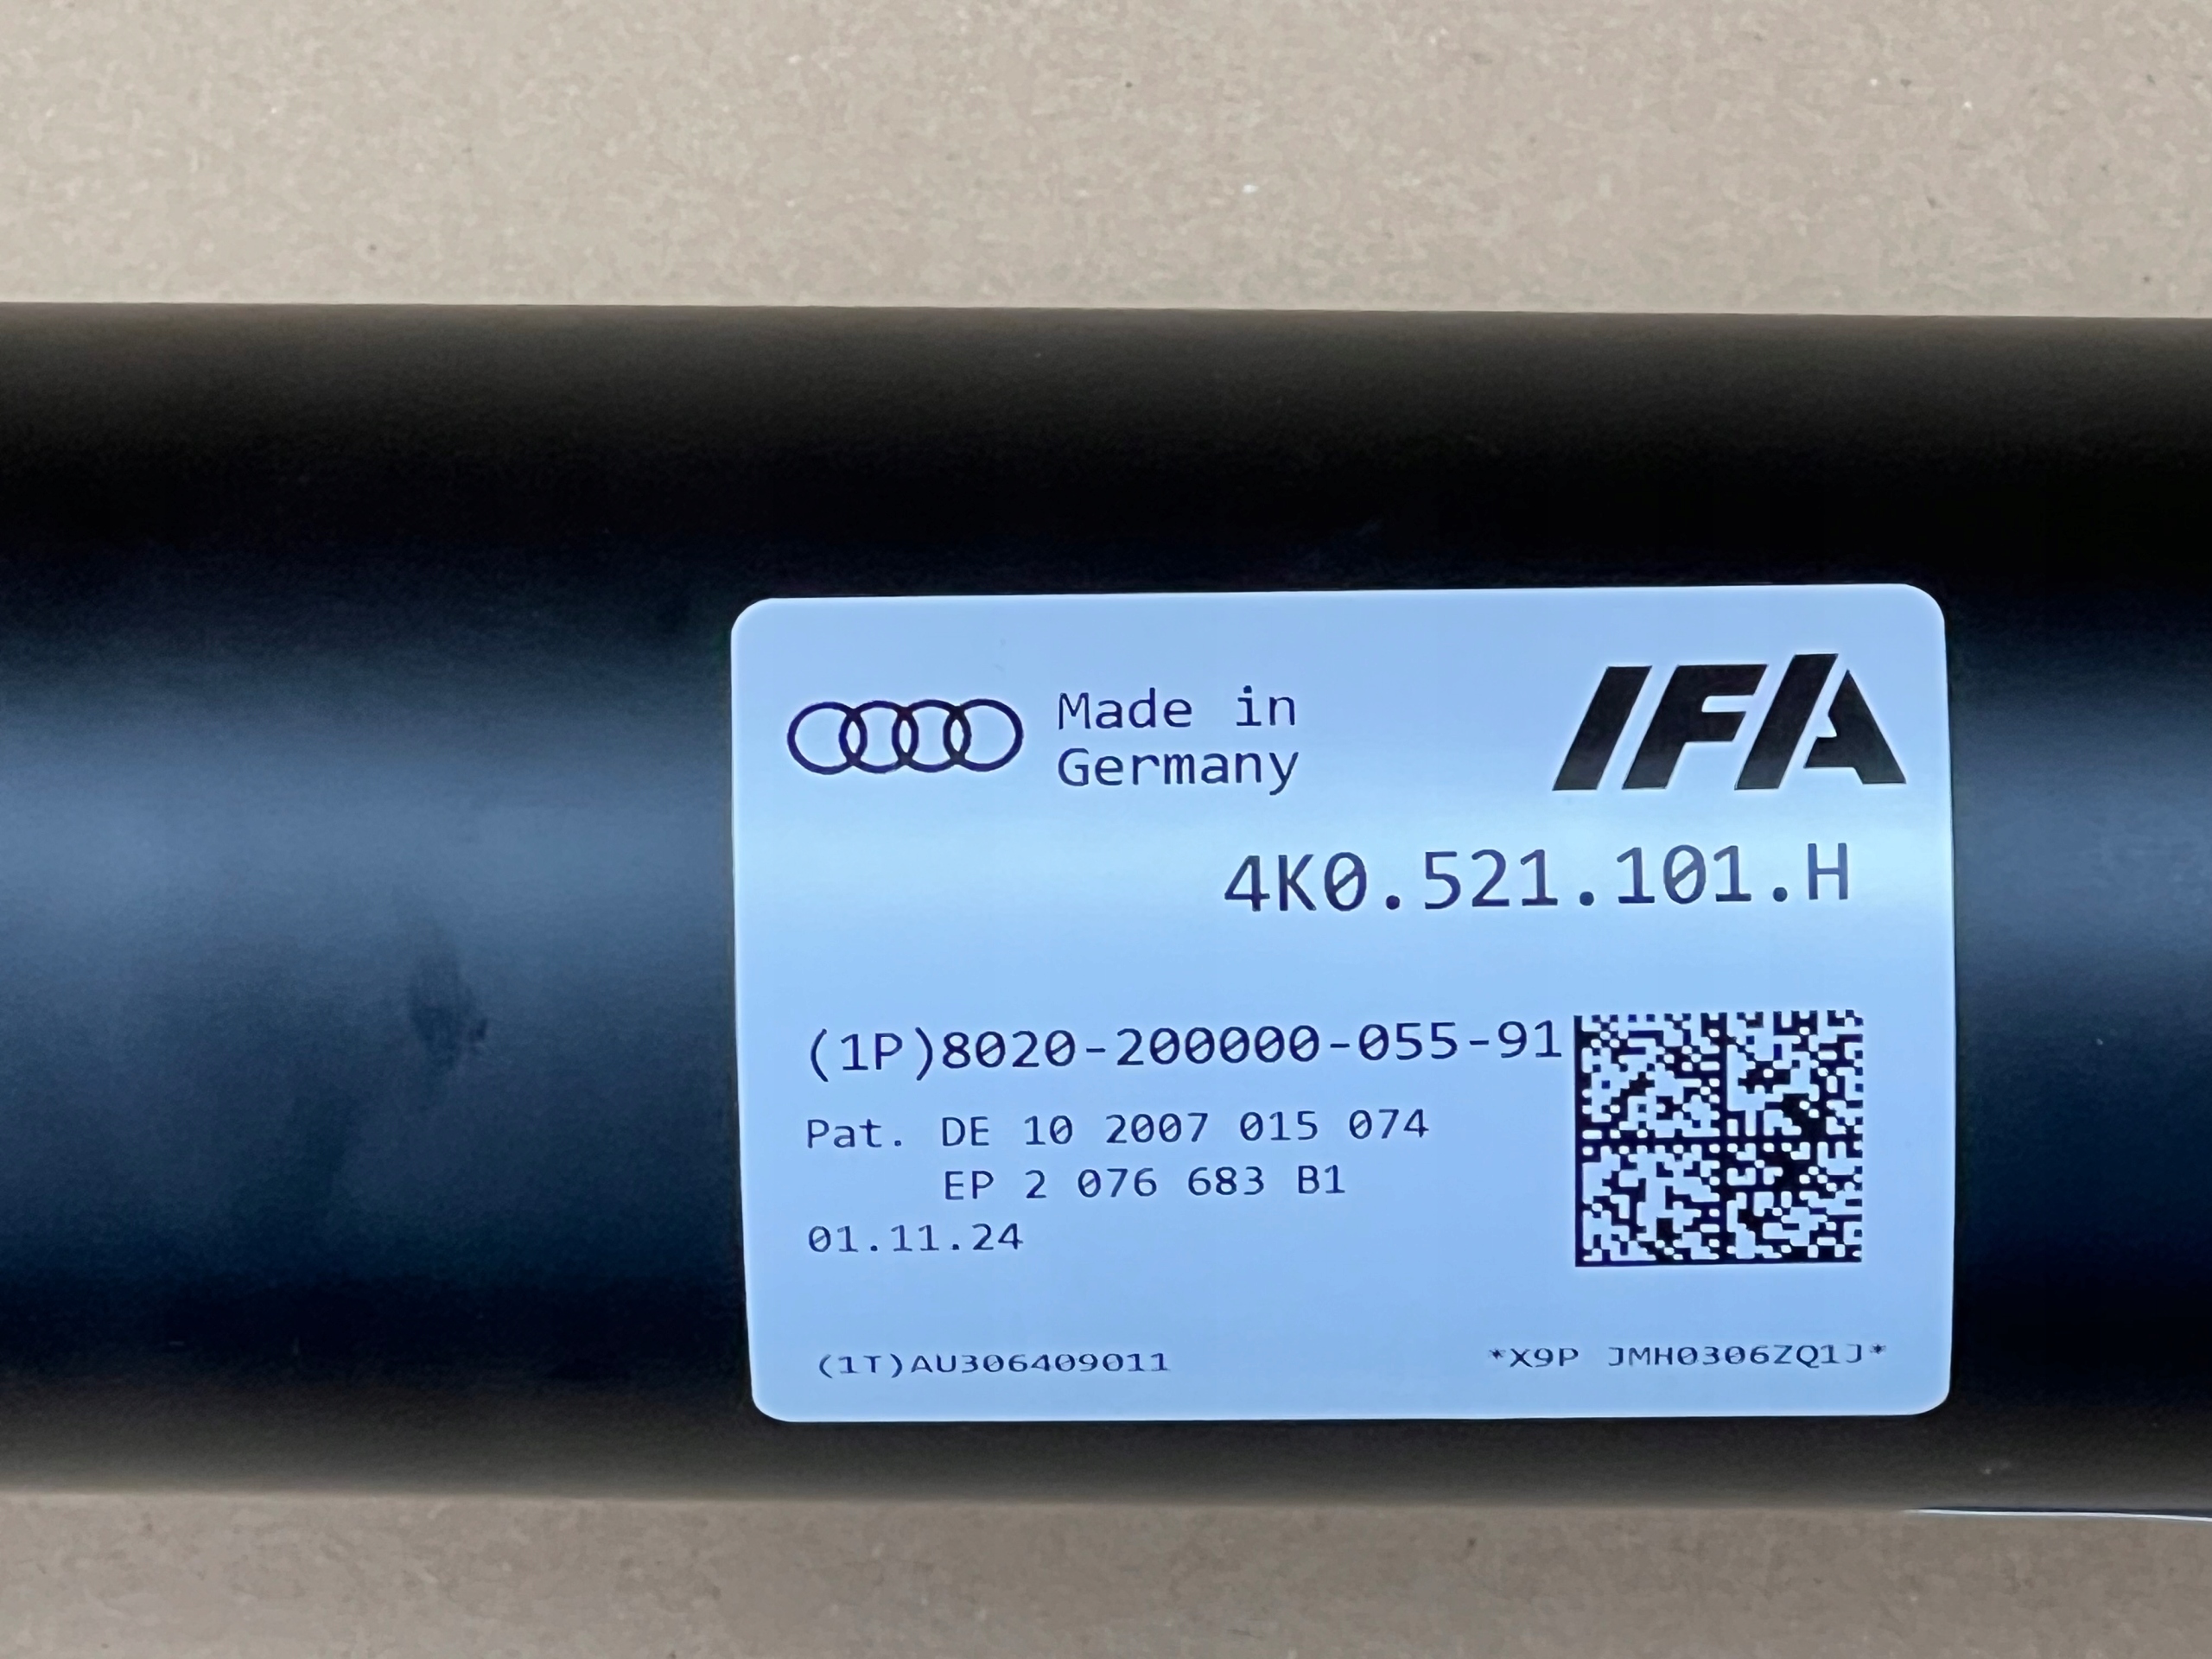 Made in
Germany
IFA
4K0.521.101.H
(1P)8020-200000-055-91
Pat. DE 10 2007 015 074
EP 2 076 683 B1
01.11.24
(1T)AU306409011
*X9P JMH0306ZQ1J*